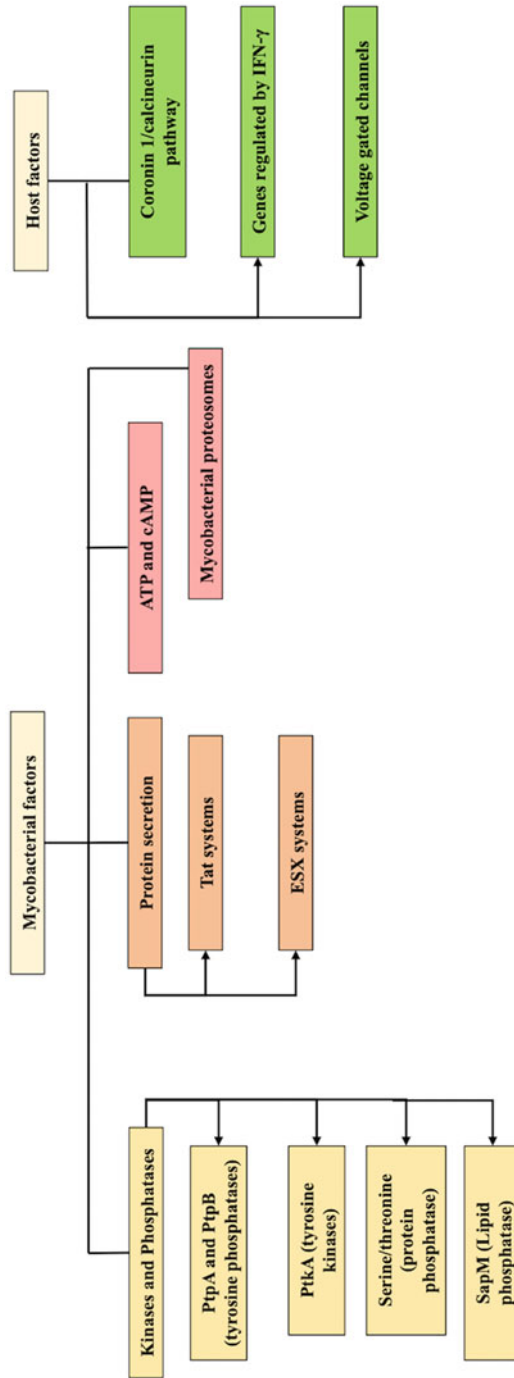 Mycobacterial factors
Kinases and Phosphatases
PtpA and PtpB
(tyrosine phosphatases)
PtkA (tyrosine
kinases)
Serine/threonine
(protein
phosphatase)
SapM (Lipid
phosphatase)
Protein secretion
Tat systems
ESX systems
ATP and cAMP
Mycobacterial proteosomes
Host factors
Coronin 1/calcineurin
pathway
Genes regulated by IFN-γ
Voltage gated channels